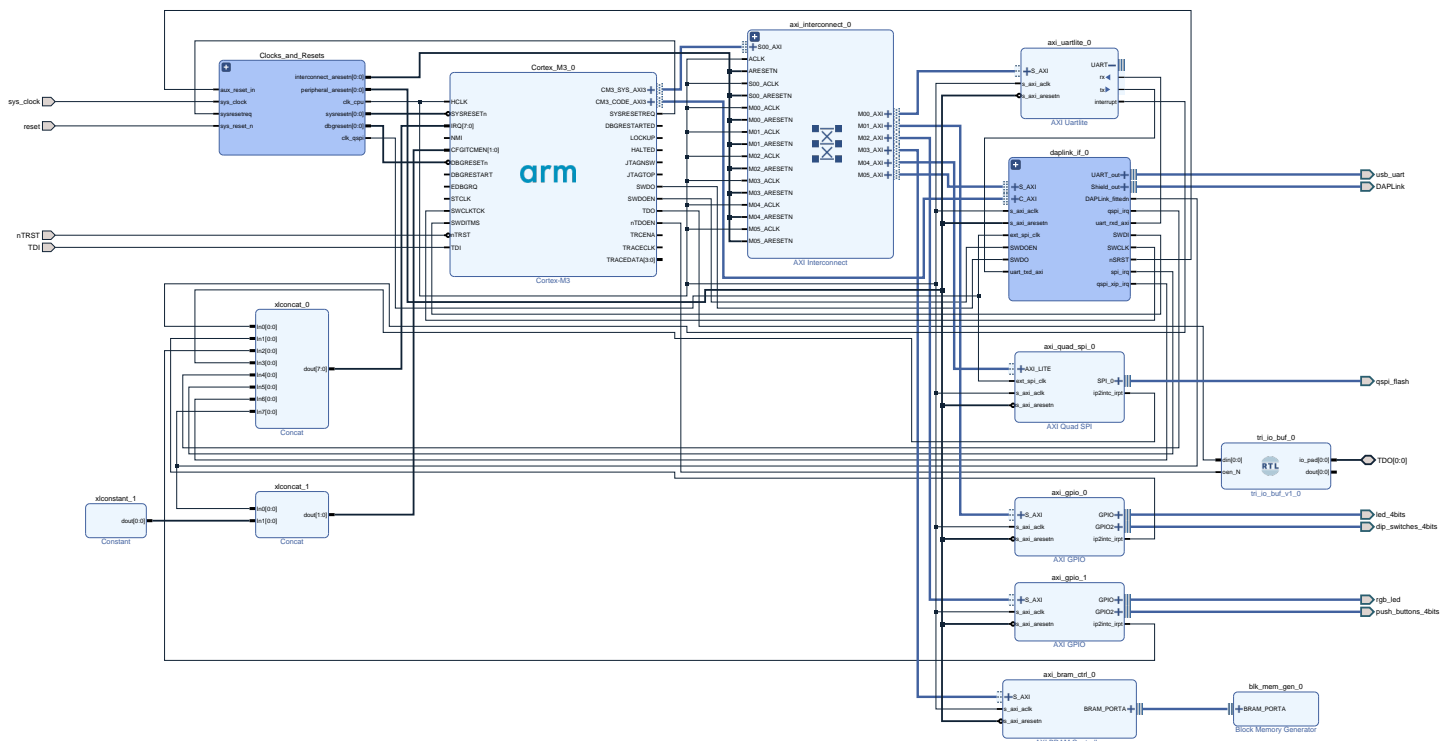 sys_clock
reset
nTRST
TDI
Clocks_and_Resets
aux_reset_in
sys_clock
sysresetreq
sys_reset_n
interconnect_aresetn[0:0]
peripheral_aresetn[0:0]
clk_cpu
sysresetn[0:0]
dbgresetn[0:0]
clk_qspi
Cortex_M3_0
HCLK
SYSRESETn
IRQ[7:0]
NMI
CFGITCMEN[1:0]
DBGRESETn
DBGRESTART
EDBGRQ
STCLK
SWCLKTCK
SWDITMS
nTRST
TDI
arm
CM3_SYS_AXI3
CM3_CODE_AXI3
SYSRESETREQ
DBGRESTARTED
LOCKUP
HALTED
JTAGNSW
JTAGTOP
SWDO
SWDOEN
TDO
nTDOEN
TRCENA
TRACECLK
TRACEDATA[3:0]
Cortex-M3
axi_interconnect_0
S00_AXI
ACLK
ARESETN
S00_ACLK
S00_ARESETN
M00_ACLK
M00_ARESETN
M01_ACLK
M01_ARESETN
M02_ACLK
M02_ARESETN
M03_ACLK
M03_ARESETN
M04_ACLK
M04_ARESETN
M05_ACLK
M05_ARESETN
M00_AXI
M01_AXI
M02_AXI
M03_AXI
M04_AXI
M05_AXI
AXI Interconnect
axi_uartlite_0
S_AXI
s_axi_aclk
s_axi_aresetn
UART
rx
tx
interrupt
AXI Uartlite
daplink_if_0
S_AXI
C_AXI
s_axi_aclk
s_axi_aresetn
ext_spi_clk
SWDOEN
SWDO
uart_txd_axi
UART_out
Shield_out
DAPLink_fittedn
qspi_irq
uart_rxd_axi
SWDI
SWCLK
nSRST
spi_irq
qspi_xip_irq
usb_uart
DAPLink
xlconcat_0
In0[0:0]
In1[0:0]
In2[0:0]
In3[0:0]
In4[0:0]
In5[0:0]
In6[0:0]
In7[0:0]
dout[7:0]
Concat
axi_quad_spi_0
AXI_LITE
ext_spi_clk
s_axi_aclk
s_axi_aresetn
SPI_0
ip2intc_irpt
AXI Quad SPI
qspi_flash
tri_io_buf_0
din[0:0]
oen_N
RTL
io_pad[0:0]
dout[0:0]
tri_io_buf_v1_0
TDO[0:0]
xlconstant_1
dout[0:0]
Constant
xlconcat_1
In0[0:0]
In1[0:0]
dout[1:0]
Concat
axi_gpio_0
S_AXI
s_axi_aclk
s_axi_aresetn
GPIO
GPIO2
ip2intc_irpt
AXI GPIO
led_4bits
dip_switches_4bits
axi_gpio_1
S_AXI
s_axi_aclk
s_axi_aresetn
GPIO
GPIO2
ip2intc_irpt
AXI GPIO
rgb_led
push_buttons_4bits
axi_bram_ctrl_0
S_AXI
s_axi_aclk
s_axi_aresetn
BRAM_PORTA
blk_mem_gen_0
BRAM_PORTA
Block Memory Generator